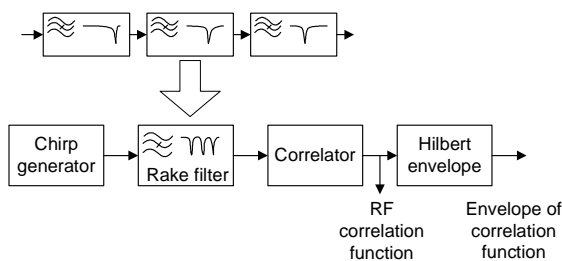 Chirp
generator
Rake filter
Correlator
Hilbert
envelope
RF
correlation
function
Envelope of
correlation
function